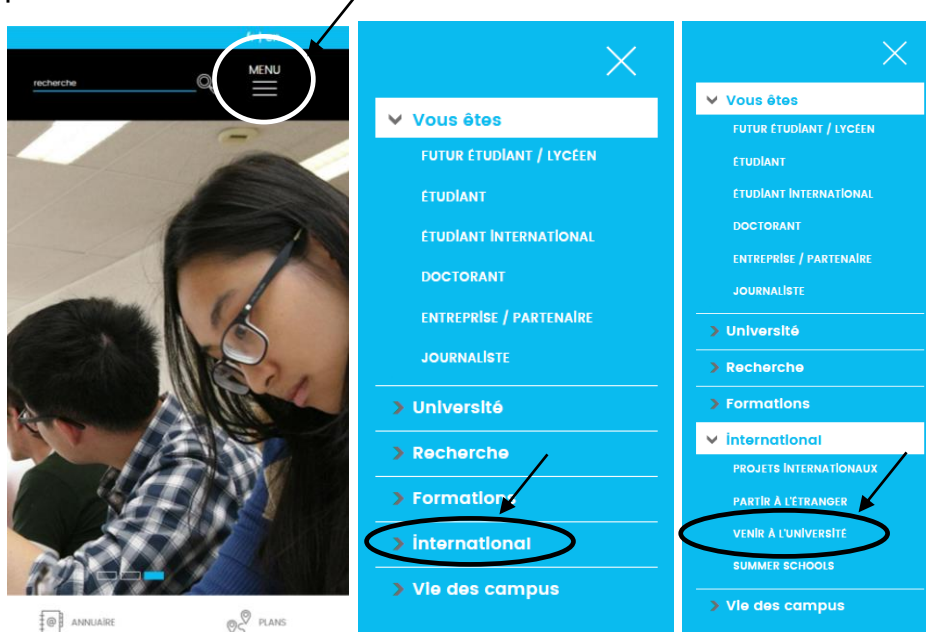 MENU
recherche
ANNUAIRE
PLANS
Vous êtes
FUTUR ÉTUDIANT / LYCÉEN
ÉTUDIANT
ÉTUDIANT INTERNATIONAL
DOCTORANT
ENTREPRISE / PARTENAIRE
JOURNALISTE
Université
Recherche
Formations
International
Vie des campus
Vous êtes
FUTUR ÉTUDIANT / LYCÉEN
ÉTUDIANT
ÉTUDIANT INTERNATIONAL
DOCTORANT
ENTREPRISE / PARTENAIRE
JOURNALISTE
Université
Recherche
Formations
International
PROJETS INTERNATIONAUX
PARTIR À L'ÉTRANGER
VENIR À L'UNIVERSITÉ
SUMMER SCHOOLS
Vie des campus